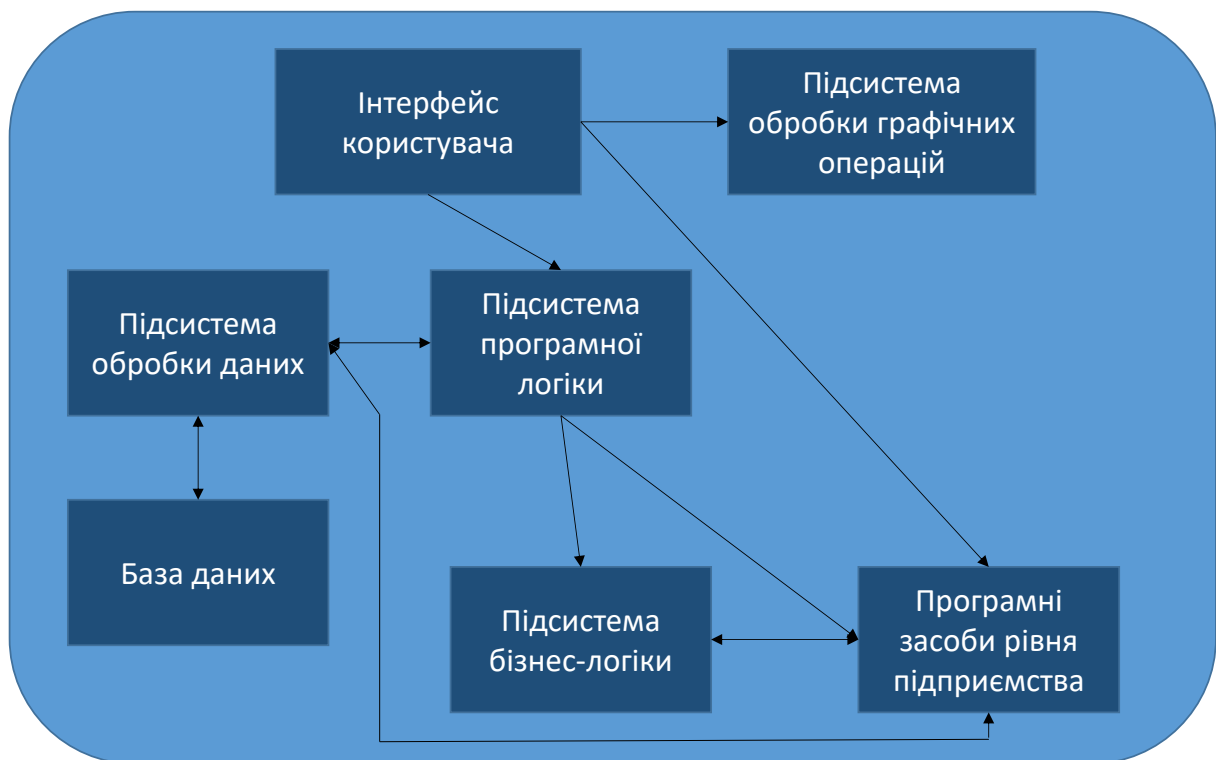 Інтерфейс
користувача
Підсистема
обробки графічних
операцій
Підсистема
обробки даних
Підсистема
програмної
логіки
База даних
Підсистема
бізнес-логіки
Програмні
засоби рівня
підприємства